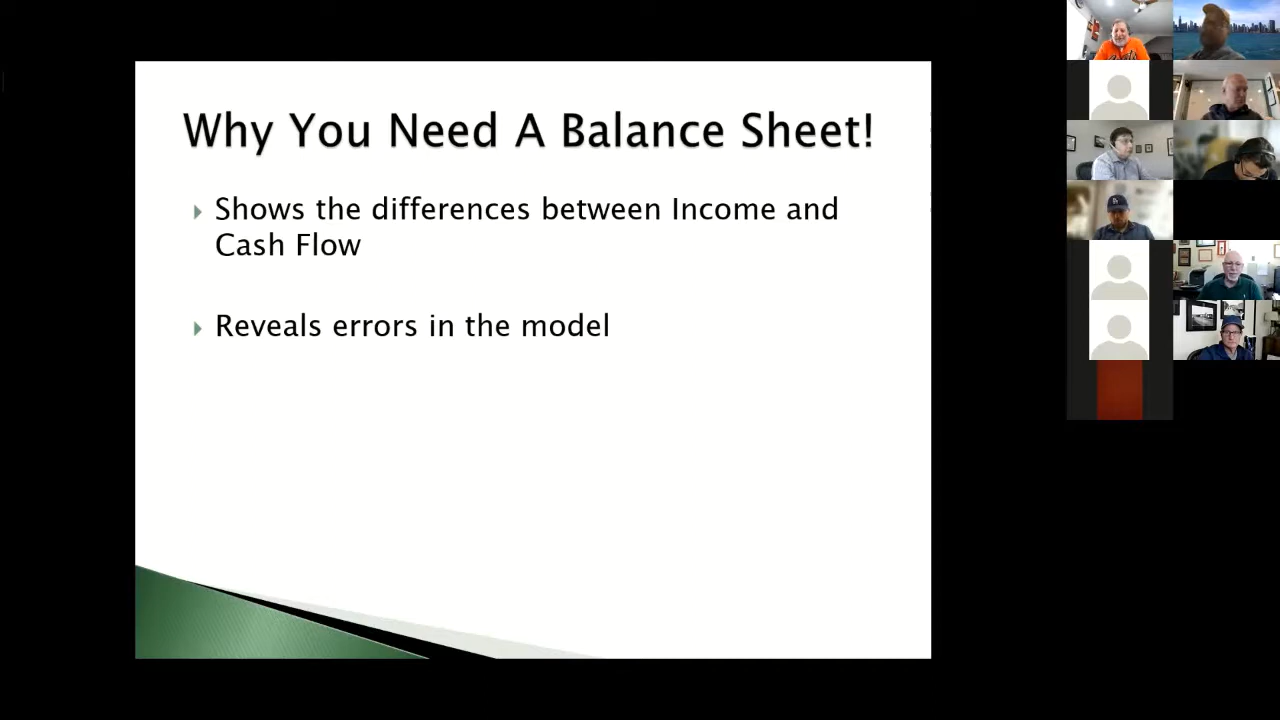 Why You Need A Balance Sheet!
Shows the differences between Income and
Cash Flow
Reveals errors in the model